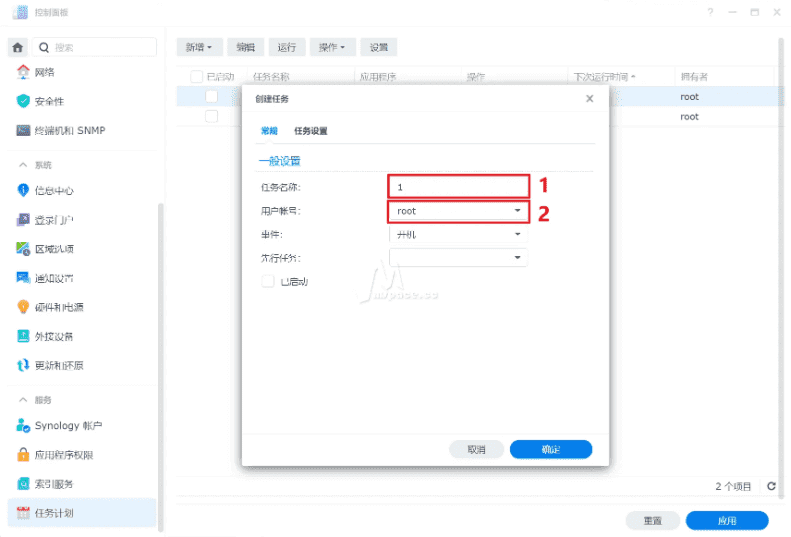 控制面板
搜索
新增 编辑 运行 操作 设置
网络
安全性
终端机和 SNMP
系统
信息中心
登录门户
区域选项
通知设置
硬件和电源
外接设备
更新和还原
服务
Synology 帐户
应用程序权限
索引服务
任务计划
已启动 任务名称 应用程序 操作 下次运行时间 拥有者
root
root
创建任务
常规 任务设置
一般设置
任务名称: 1 1
用户帐号: root 2
事件: 开机
先行任务:
已启动
取消 确定
2 个项目
重置 应用